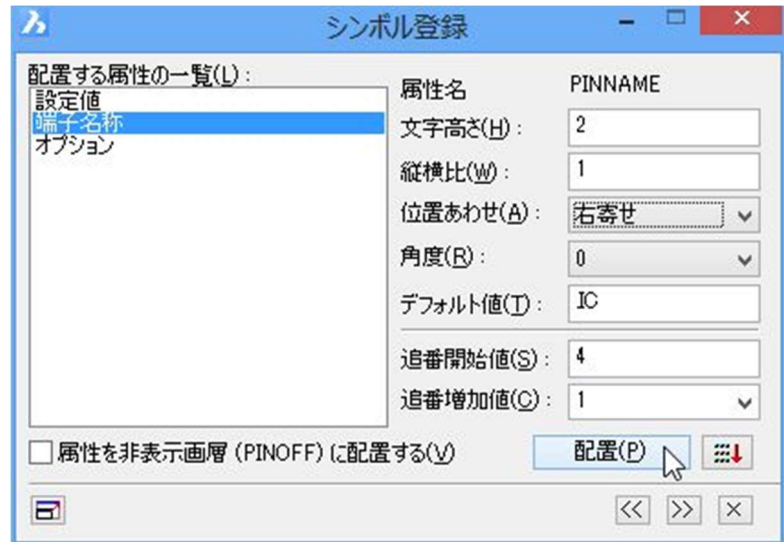 シンボル登録
配置する属性の一覧(L):
設定値
端子名称
オプション
属性名 PINNAME
文字高さ(H): 2
縦横比(W): 1
位置あわせ(A): 右寄せ
角度(R): 0
デフォルト値(T): IC
追番開始値(S): 4
追番増加値(C): 1
属性を非表示画層 (PINOFF) に配置する(V)
配置(P)
<< >> ×